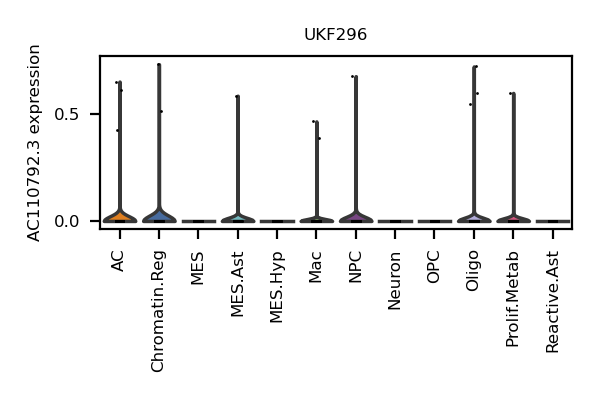 UKF296
AC110792.3 expression
0.5
0.0
AC
Chromatin.Reg
MES
MES.Ast
MES.Hyp
Mac
NPC
Neuron
OPC
Oligo
Prolif.Metab
Reactive.Ast